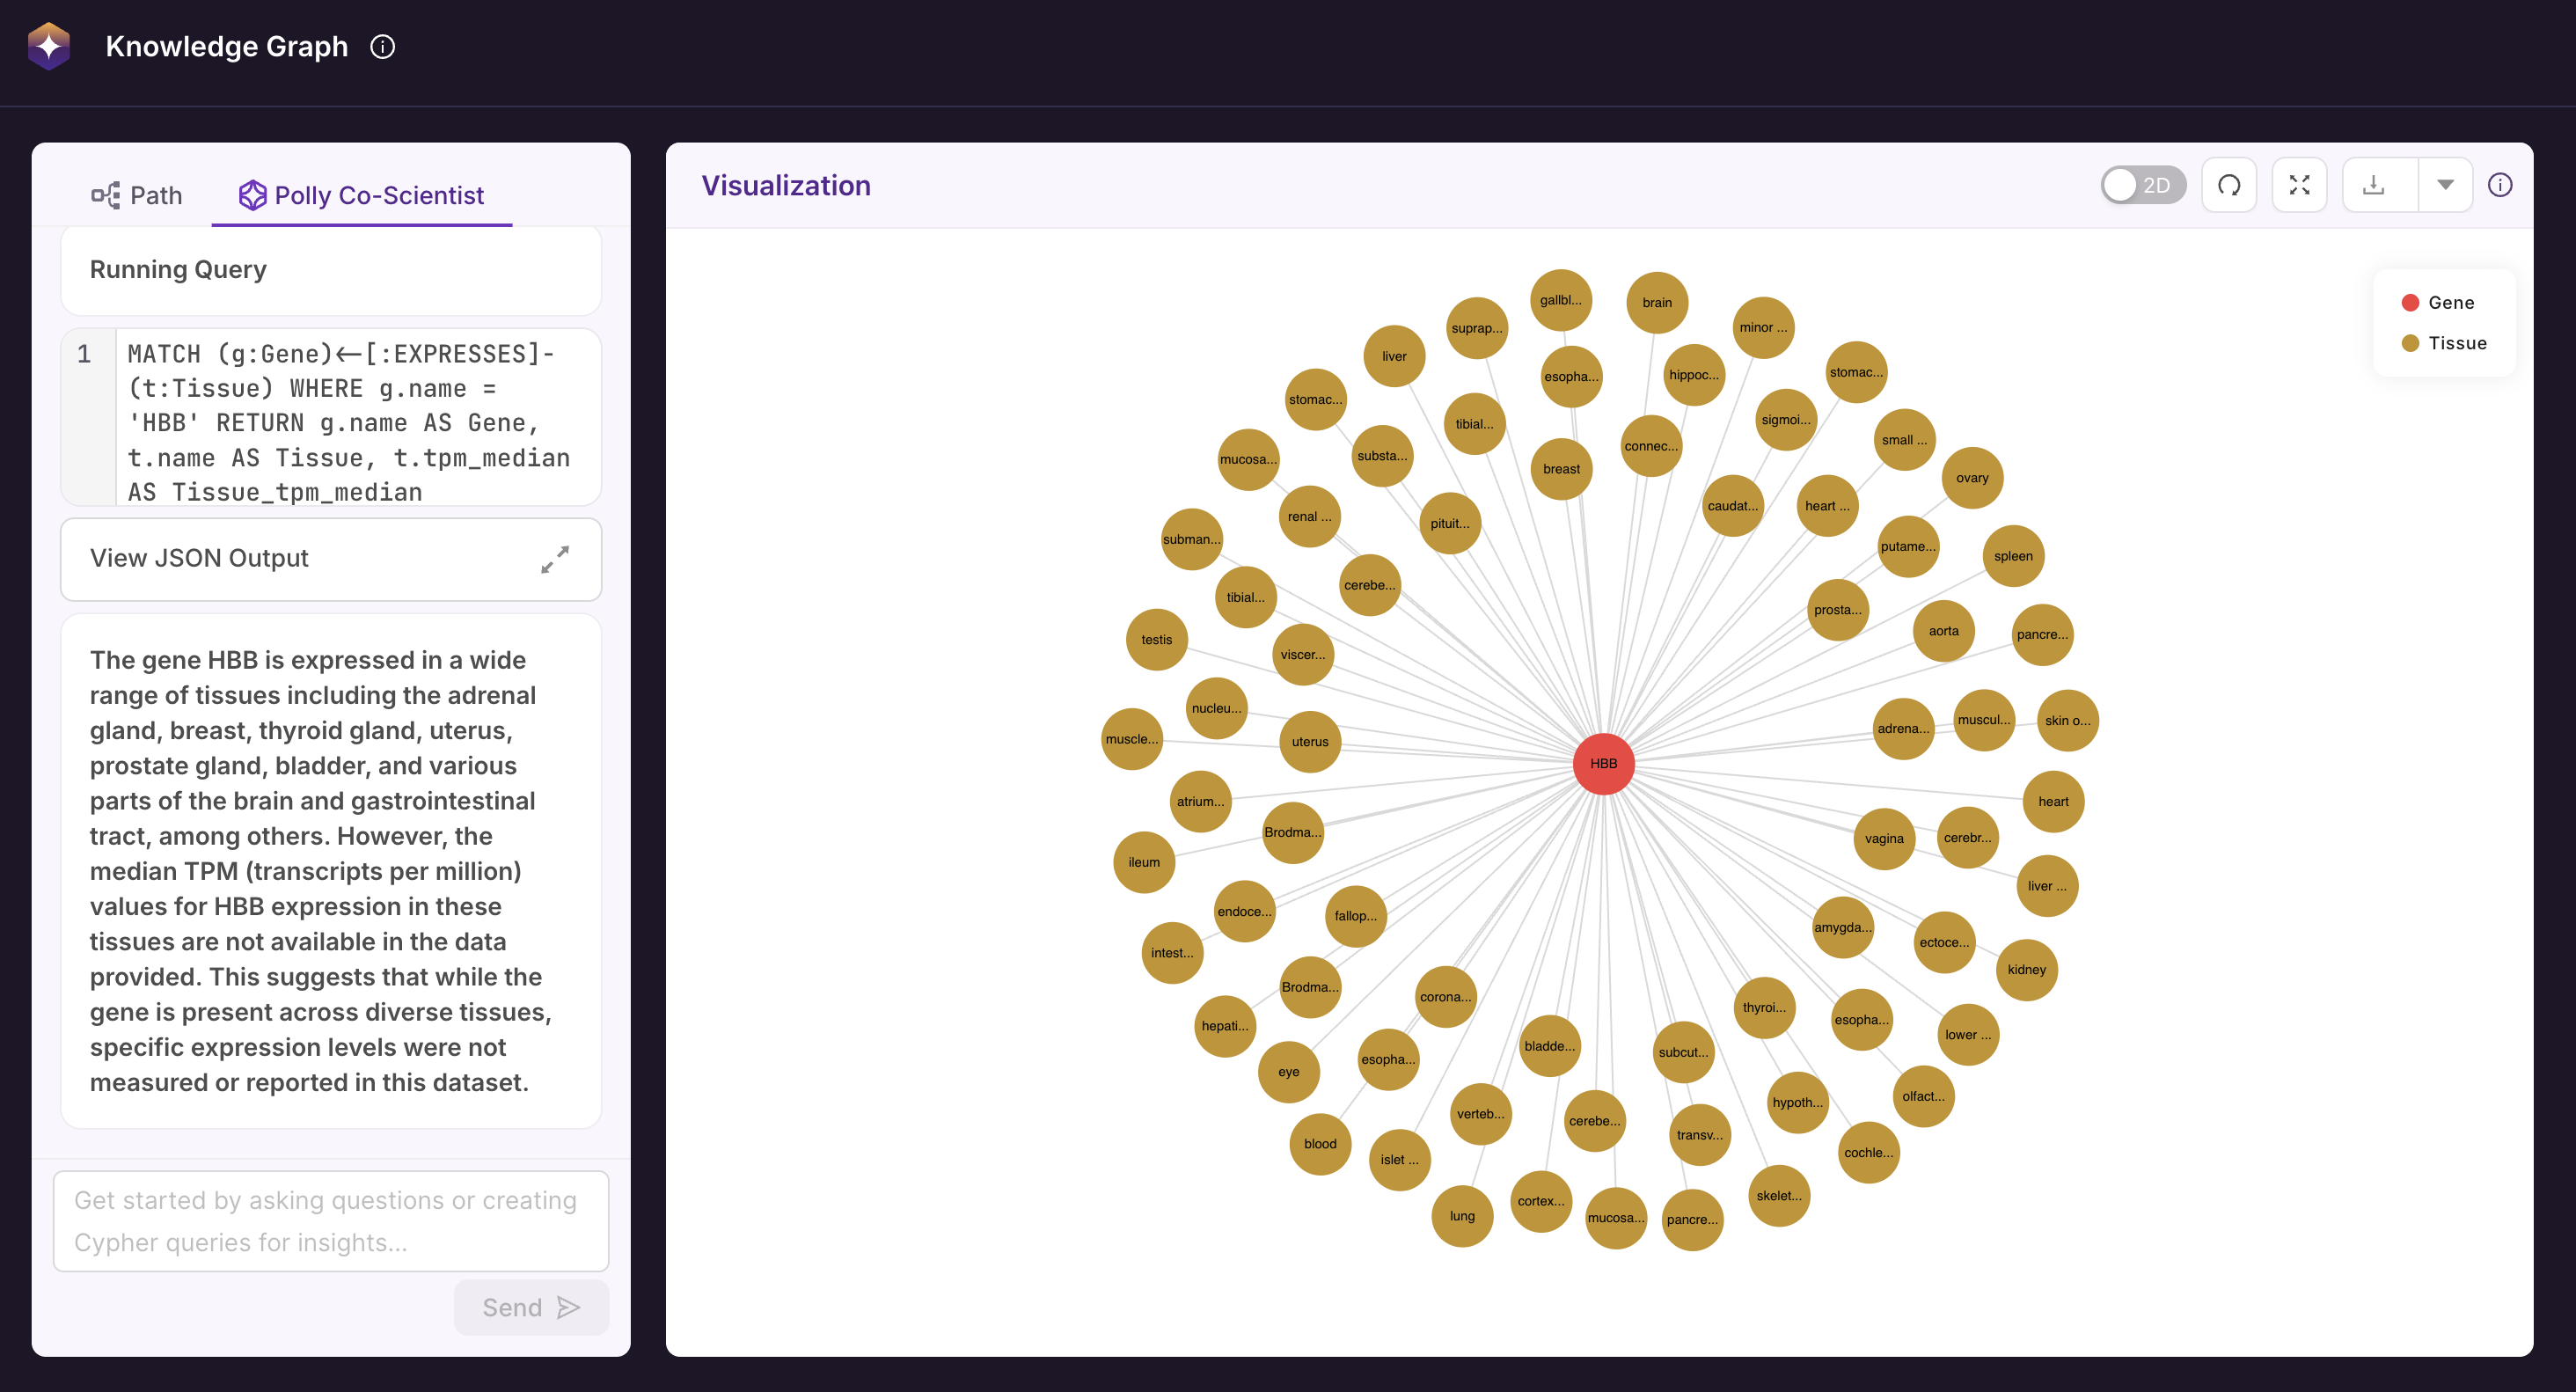 Knowledge Graph
Path
Polly Co-Scientist
Running Query
1
MATCH (g:Gene)<-[:EXPRESSES]-
(t:Tissue) WHERE g.name =
'HBB' RETURN g.name AS Gene,
t.name AS Tissue, t.tpm_median
AS Tissue_tpm_median
View JSON Output
The gene HBB is expressed in a wide
range of tissues including the adrenal
gland, breast, thyroid gland, uterus,
prostate gland, bladder, and various
parts of the brain and gastrointestinal
tract, among others. However, the
median TPM (transcripts per million)
values for HBB expression in these
tissues are not available in the data
provided. This suggests that while the
gene is present across diverse tissues,
specific expression levels were not
measured or reported in this dataset.
Get started by asking questions or creating
Cypher queries for insights...
Send
Visualization
2D
Gene
Tissue
gallbl...
brain
suprap...
minor ...
liver
esopha...
hippoc...
stomac...
stomac...
tibial...
sigmoi...
small ...
mucosa...
substa...
breast
connec...
ovary
renal ...
pituit...
caudat...
heart ...
subman...
putame...
spleen
tibial...
cerebe...
prosta...
testis
viscer...
aorta
pancre...
nucleu...
adrena...
muscul...
skin o...
muscle...
uterus
HBB
atrium...
heart
Brodma...
vagina
cerebr...
ileum
liver ...
endoce...
fallop...
amygda...
ectoce...
intest...
kidney
Brodma...
corona...
thyroi...
hepati...
esopha...
lower ...
eye
esopha...
bladde...
subcut...
olfact...
blood
verteb...
cerebe...
transv...
hypoth...
islet ...
cochle...
lung
cortex...
mucosa...
pancre...
skelet...